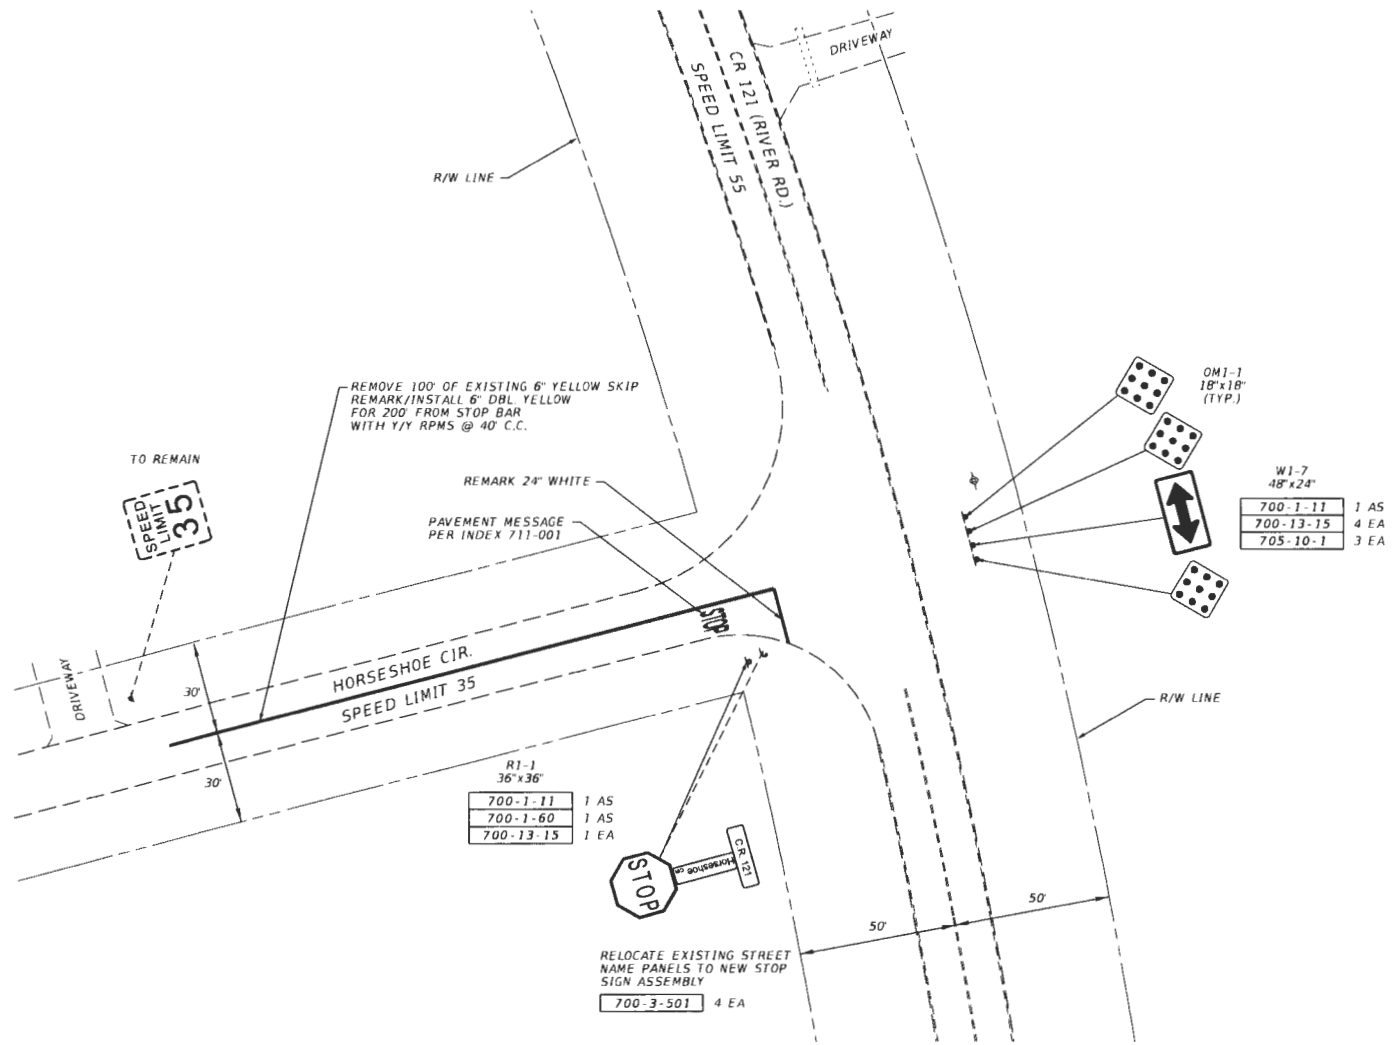 DRIVEWAY
CR 121 (RIVER RD.)
SPEED LIMIT 55
R/W LINE
REMOVE 100' OF EXISTING 6" YELLOW SKIP
REMARK/INSTALL 6" DBL. YELLOW
FOR 200' FROM STOP BAR
WITH Y/Y RPMS @ 40' C.C.
OM1-1
18"x18"
(TYP.)
TO REMAIN
SPEED
LIMIT
35
REMARK 24" WHITE
PAVEMENT MESSAGE
PER INDEX 711-001
W1-7
48"x24"
700-1-11 1 AS
700-13-15 4 EA
705-10-1 3 EA
STOP
HORSESHOE CIR.
SPEED LIMIT 35
DRIVEWAY
30'
30'
R/W LINE
R1-1
36"x36"
700-1-11 1 AS
700-1-60 1 AS
700-13-15 1 EA
STOP
Horseshoe CIR
C.R. 121
50'
50'
RELOCATE EXISTING STREET
NAME PANELS TO NEW STOP
SIGN ASSEMBLY
700-3-501 4 EA